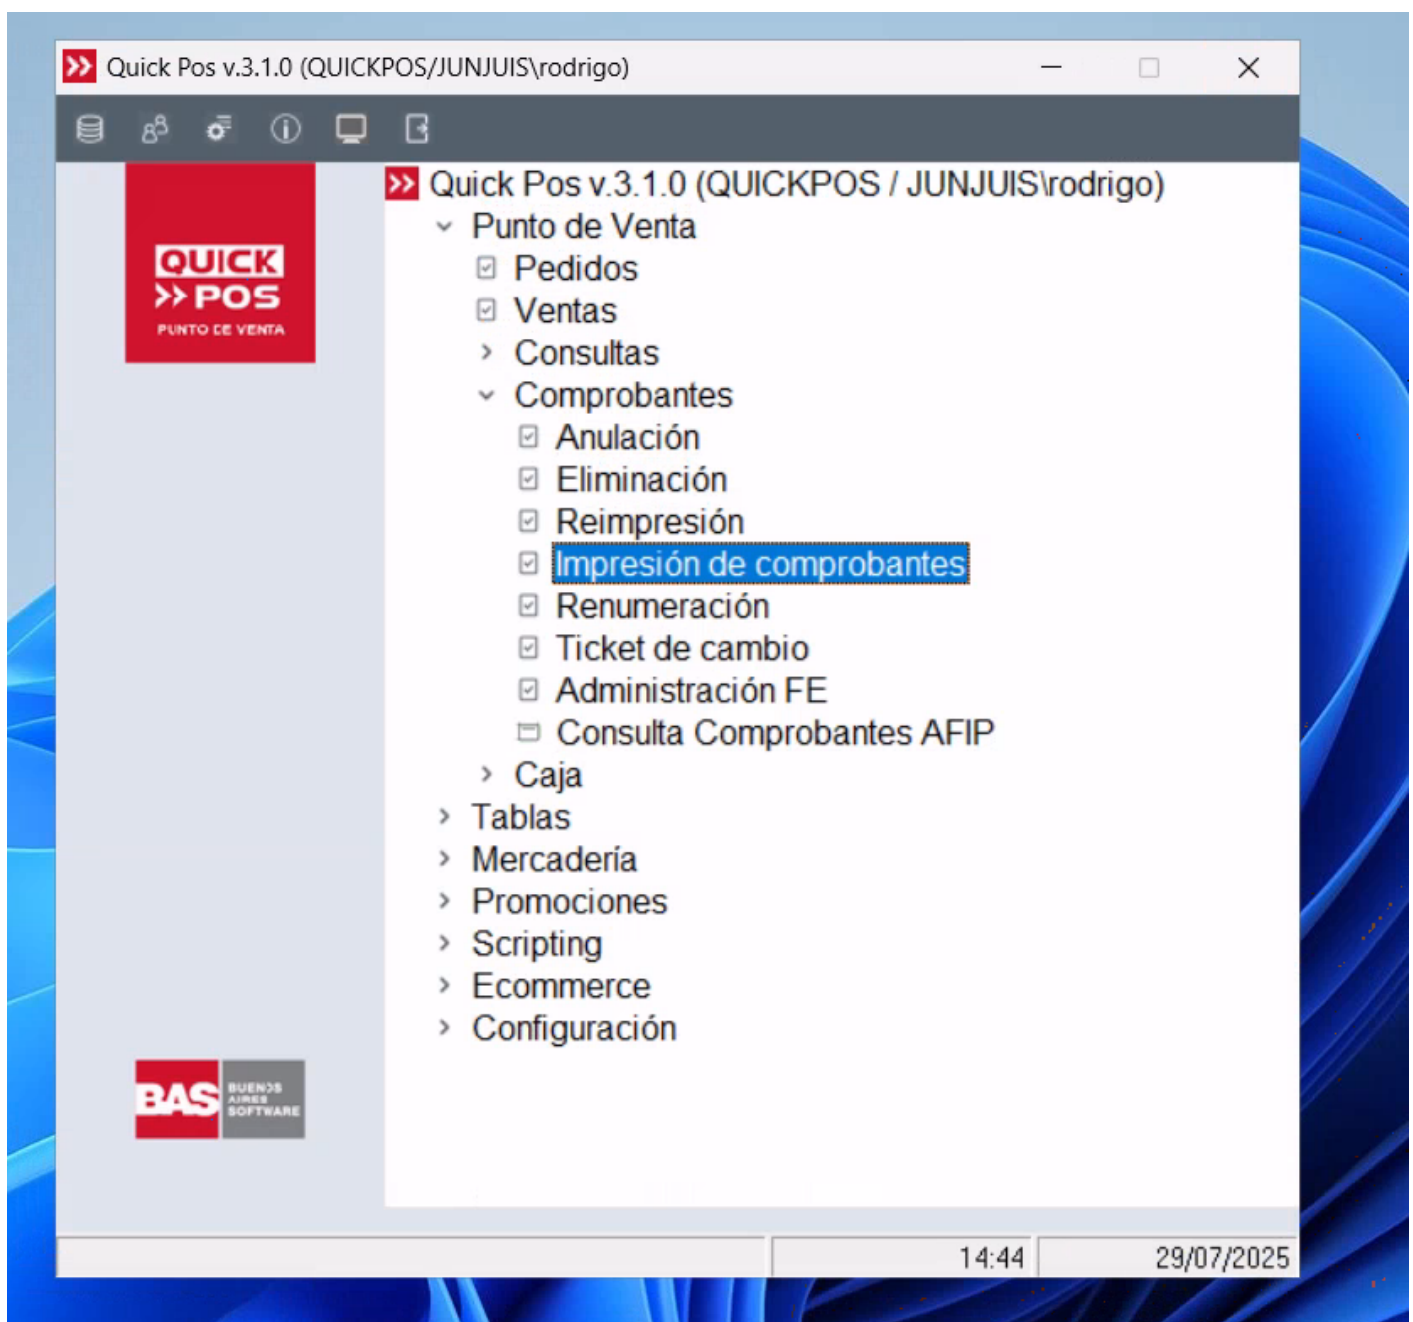 Quick Pos v.3.1.0 (QUICKPOS/JUNJUIS\rodrigo)
QUICK
POS
PUNTO DE VENTA
Quick Pos v.3.1.0 (QUICKPOS / JUNJUIS\rodrigo)
Punto de Venta
Pedidos
Ventas
Consultas
Comprobantes
Anulación
Eliminación
Reimpresión
Impresión de comprobantes
Renumeración
Ticket de cambio
Administración FE
Consulta Comprobantes AFIP
Caja
Tablas
Mercadería
Promociones
Scripting
Ecommerce
Configuración
BAS
BUENOS
AIRES
SOFTWARE
14:44
29/07/2025